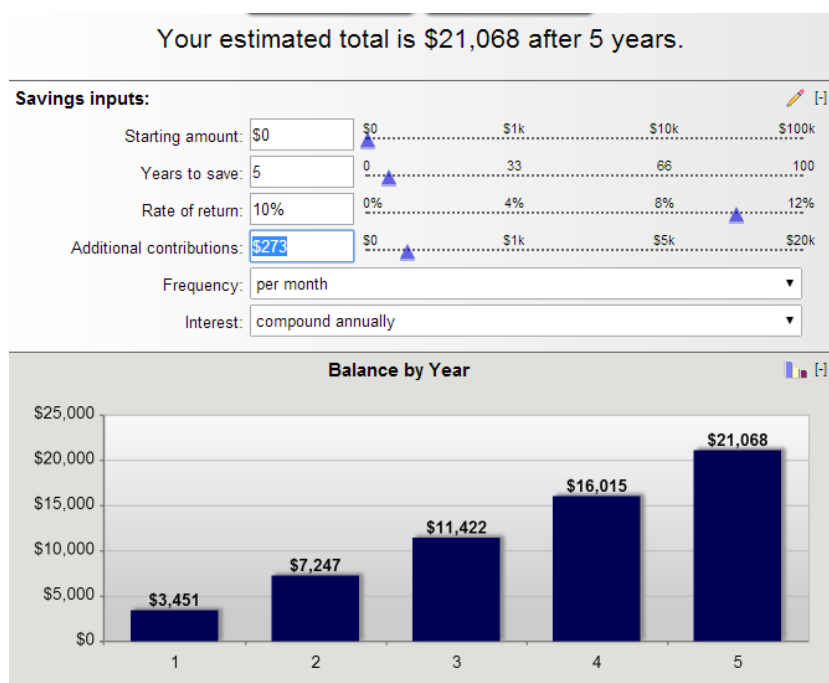 Your estimated total is $21,068 after 5 years.
Savings inputs:
[-]
Starting amount: $0 $0 $1k $10k $100k
Years to save: 5 0 33 66 100
Rate of return: 10% 0% 4% 8% 12%
Additional contributions: $273 $0 $1k $5k $20k
Frequency: per month
Interest: compound annually
Balance by Year
[-]
$25,000
$20,000
$15,000
$10,000
$5,000
$0
$3,451
$7,247
$11,422
$16,015
$21,068
1 2 3 4 5